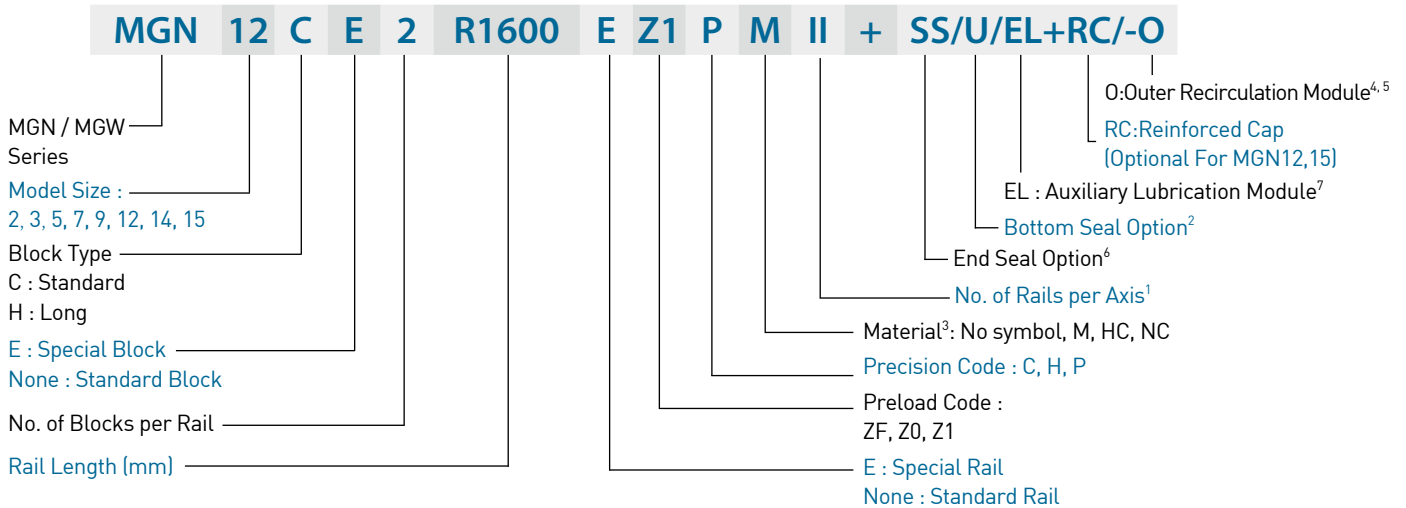 MGN 12 C E 2 R1600 E Z1 P M II + SS/U/EL+RC/-O
MGN / MGW
Series
Model Size :
2, 3, 5, 7, 9, 12, 14, 15
Block Type
C : Standard
H : Long
E : Special Block
None : Standard Block
No. of Blocks per Rail
Rail Length (mm)
O:Outer Recirculation Module4, 5
RC:Reinforced Cap
(Optional For MGN12,15)
EL : Auxiliary Lubrication Module7
Bottom Seal Option2
End Seal Option6
No. of Rails per Axis1
Material3: No symbol, M, HC, NC
Precision Code : C, H, P
Preload Code :
ZF, Z0, Z1
E : Special Rail
None : Standard Rail